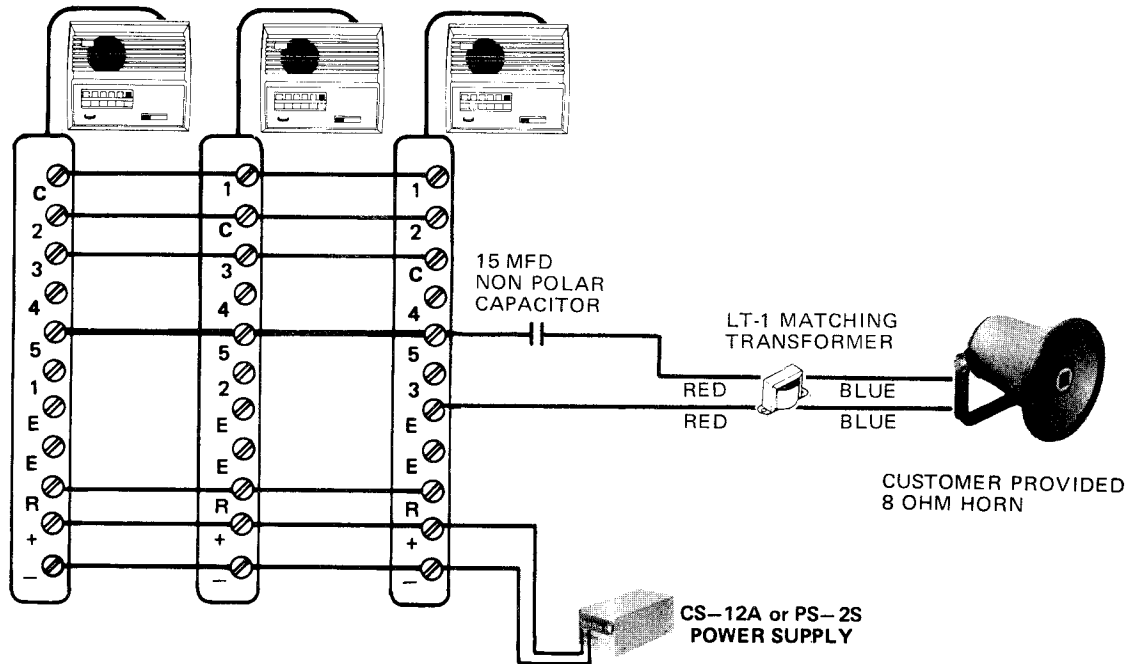 C
2
3
4
5
1
E
E
R
+
–
1
C
3
4
5
2
E
E
R
+
–
1
2
C
4
5
3
E
E
R
+
–
15 MFD
NON POLAR
CAPACITOR
LT-1 MATCHING
TRANSFORMER
RED
BLUE
RED
BLUE
CUSTOMER PROVIDED
8 OHM HORN
CS–12A or PS–2S
POWER SUPPLY